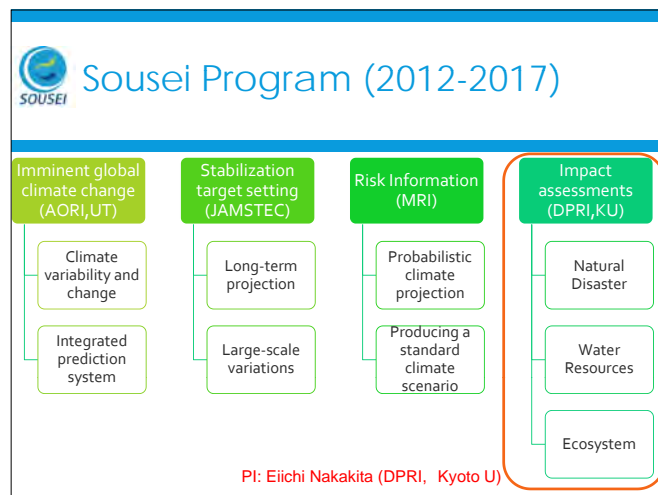 SOUSEI
Sousei Program (2012-2017)
Imminent global
climate change
(AORI,UT)
Climate
variability and
change
Integrated
prediction
system
Stabilization
target setting
(JAMSTEC)
Long-term
projection
Large-scale
variations
Risk Information
(MRI)
Probabilistic
climate
projection
Producing a
standard
climate
scenario
Impact
assessments
(DPRI,KU)
Natural
Disaster
Water
Resources
Ecosystem
PI: Eiichi Nakakita (DPRI, Kyoto U)